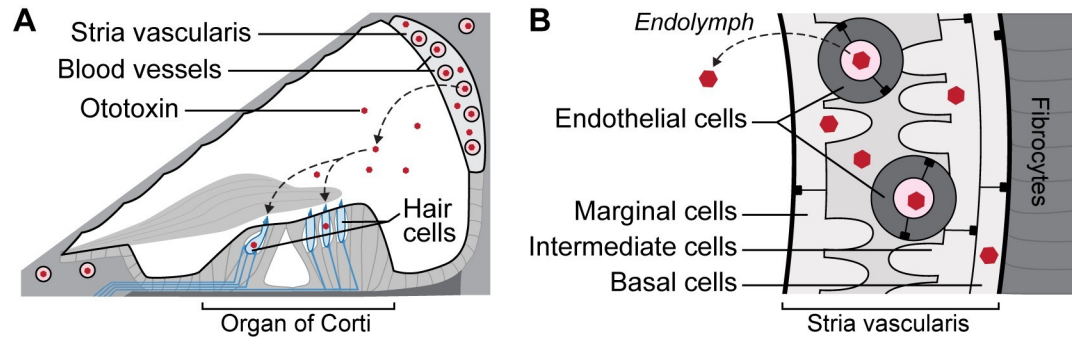 A
Stria vascularis
Blood vessels
Ototoxin
Hair
cells
Organ of Corti
B
Endolymph
Endothelial cells
Marginal cells
Intermediate cells
Basal cells
Fibrocytes
Stria vascularis